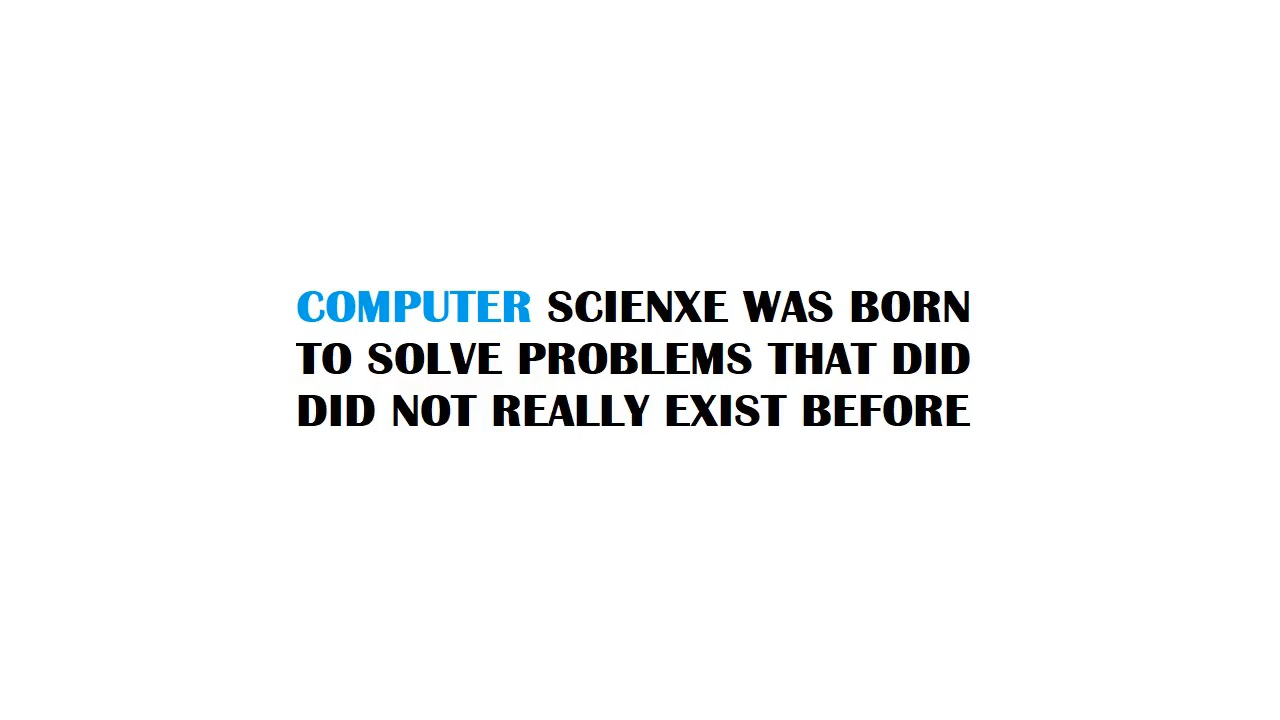 COMPUTER SCIENXE WAS BORN
TO SOLVE PROBLEMS THAT DID
DID NOT REALLY EXIST BEFORE